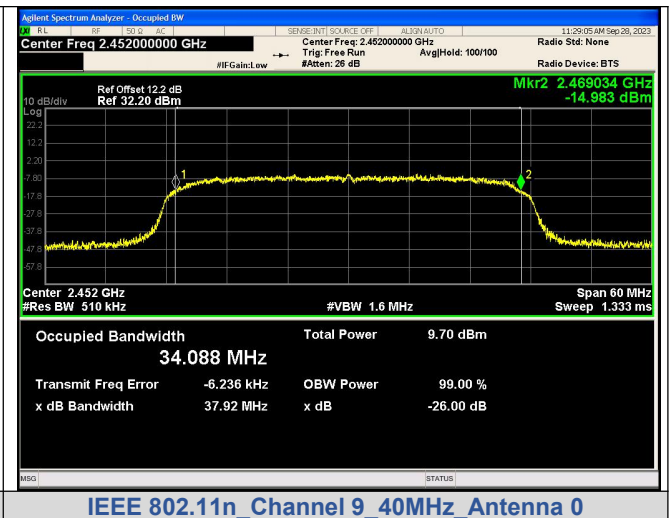 Agilent Spectrum Analyzer - Occupied BW
LXI RL RF 50 Ω AC SENSE:INT SOURCE OFF ALIGN AUTO 11:29:05 AM Sep 28, 2023
Center Freq 2.452000000 GHz Center Freq: 2.452000000 GHz Radio Std: None
Trig: Free Run Avg|Hold: 100/100
#IFGain:Low #Atten: 26 dB Radio Device: BTS
Mkr2 2.469034 GHz
-14.983 dBm
Ref Offset 12.2 dB
10 dB/div Ref 32.20 dBm
Log
22.2
12.2
2.20
-7.80
-17.8
-27.8
-37.8
-47.8
-57.8
1
2
Center 2.452 GHz Span 60 MHz
#Res BW 510 kHz #VBW 1.6 MHz Sweep 1.333 ms
Occupied Bandwidth Total Power 9.70 dBm
34.088 MHz
Transmit Freq Error -6.236 kHz OBW Power 99.00 %
x dB Bandwidth 37.92 MHz x dB -26.00 dB
MSG STATUS
IEEE 802.11n_Channel 9_40MHz_Antenna 0